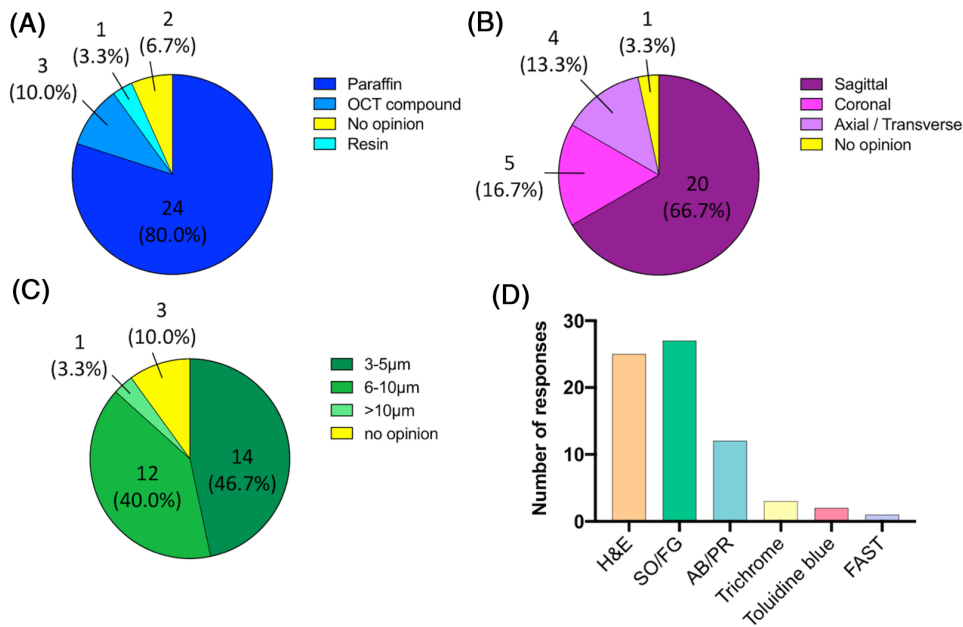 (A)
1
(3.3%)
2
(6.7%)
3
(10.0%)
24
(80.0%)
Paraffin
OCT compound
No opinion
Resin
(B)
4
(13.3%)
1
(3.3%)
5
(16.7%)
20
(66.7%)
Sagittal
Coronal
Axial / Transverse
No opinion
(C)
1
(3.3%)
3
(10.0%)
12
(40.0%)
14
(46.7%)
3-5µm
6-10µm
>10µm
no opinion
(D)
Number of responses
30
20
10
0
H&E
SO/FG
AB/PR
Trichrome
Toluidine blue
FAST